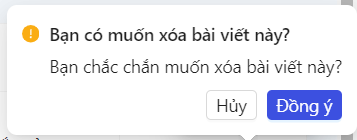 Bạn có muốn xóa bài viết này?
Bạn chắc chắn muốn xóa bài viết này?
Hủy
Đồng ý